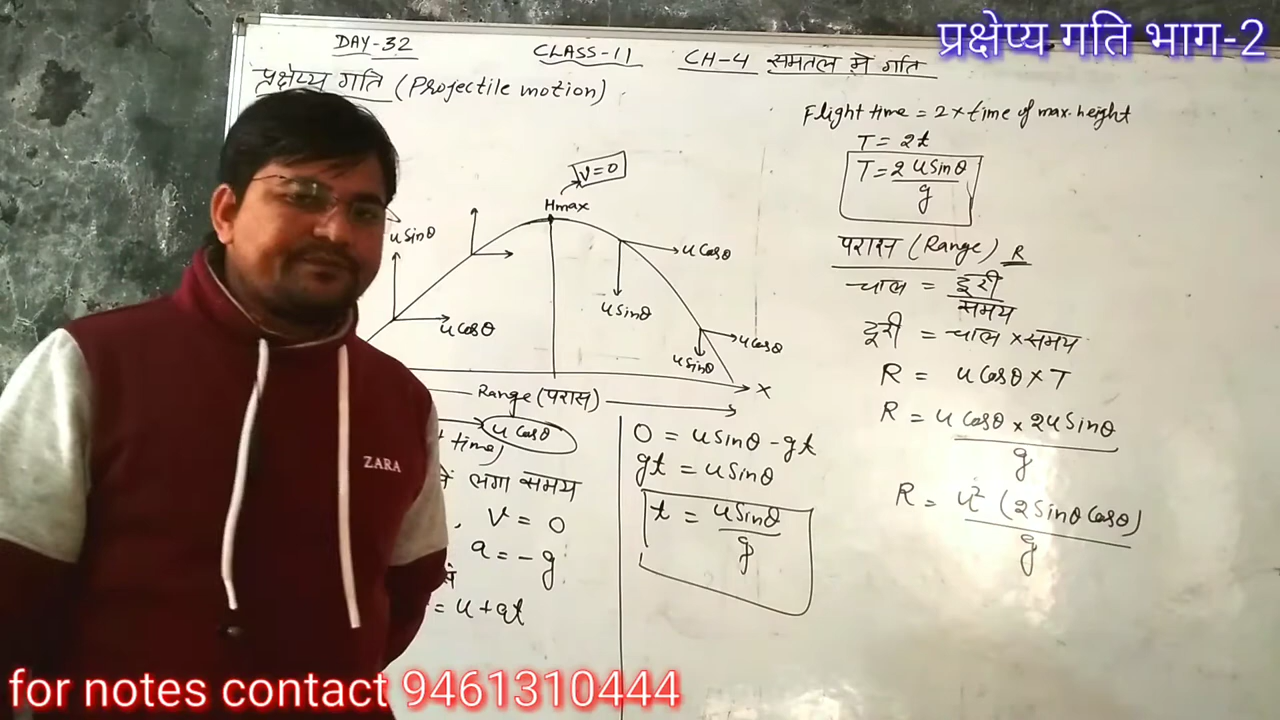 प्रक्षेप्य गति भाग-2
DAY-32 CLASS-11 CH-4 समतल में गति
प्रक्षेप्य गति (Projectile motion)
V=0
Hmax
u sinθ
u cosθ
u cosθ
u sinθ
u cosθ
u sinθ
X
Range (परास)
u cosθ
time)
में लगा समय
, V = 0
a = -g
से
= u + at
0 = u sinθ - gt
gt = u sinθ
t = u sinθ / g
Flight time = 2 × time of max. height
T = 2t
T = 2 u sinθ / g
परास (Range) R
चाल = दूरी / समय
दूरी = चाल × समय
R = u cosθ × T
R = u cosθ × 2u sinθ / g
R = u² (2 sinθ cosθ) / g
ZARA
for notes contact 9461310444